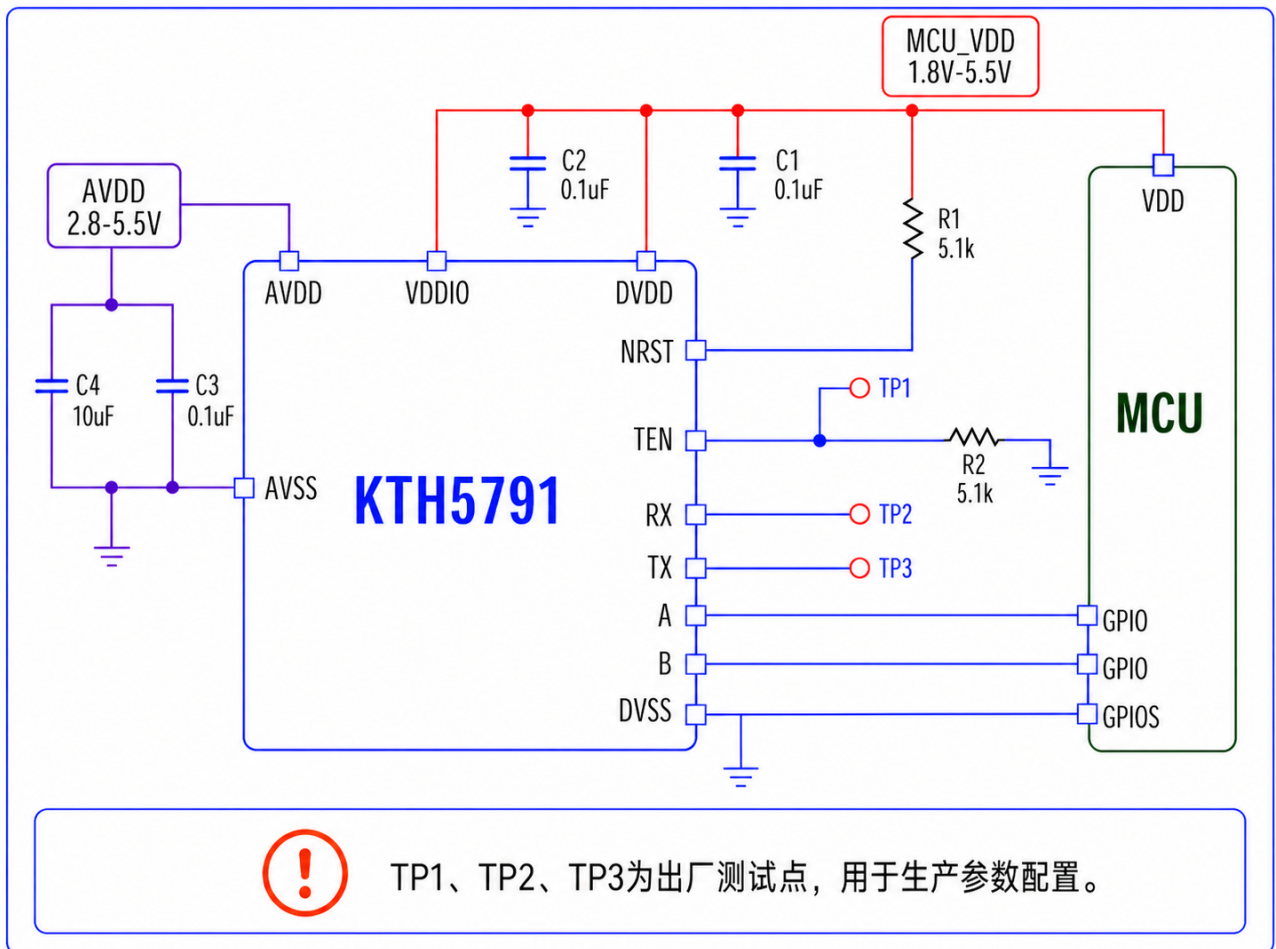 MCU_VDD
1.8V-5.5V
C2
0.1uF
C1
0.1uF
AVDD
2.8-5.5V
VDD
R1
5.1k
AVDD
VDDIO
DVDD
NRST
TP1
C4
10uF
C3
0.1uF
MCU
TEN
R2
5.1k
AVSS
KTH5791
RX
TP2
TX
TP3
A
GPIO
B
GPIO
DVSS
GPIOS
!
TP1、TP2、TP3为出厂测试点，用于生产参数配置。